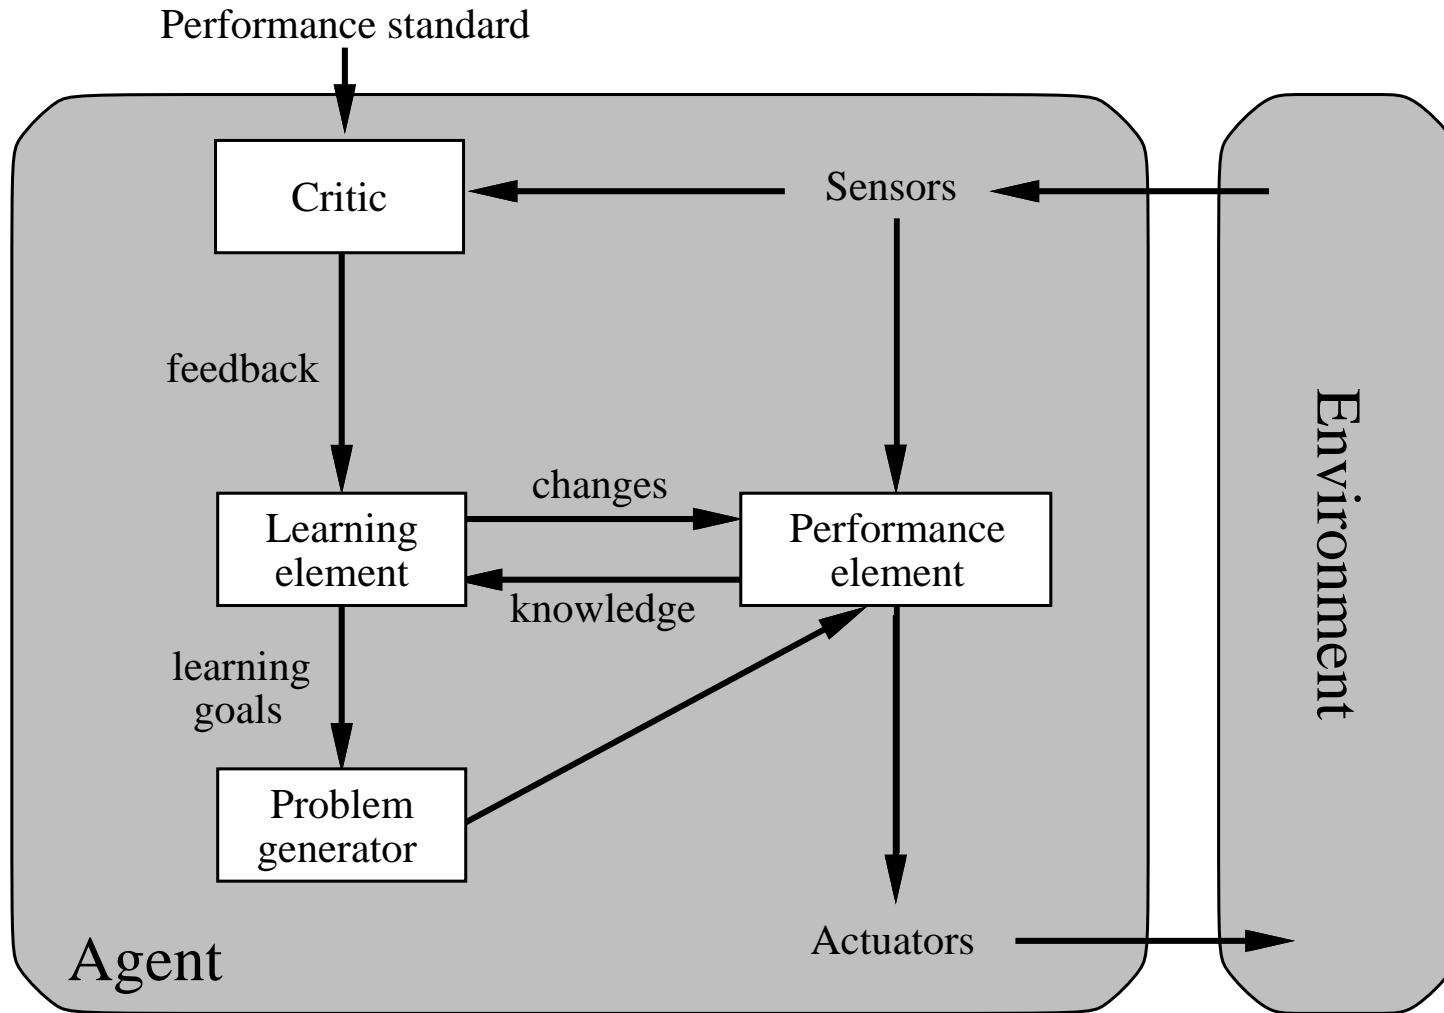 Performance standard
Critic
Sensors
feedback
changes
Learning
element
Performance
element
knowledge
learning
goals
Problem
generator
Agent
Actuators
Environment